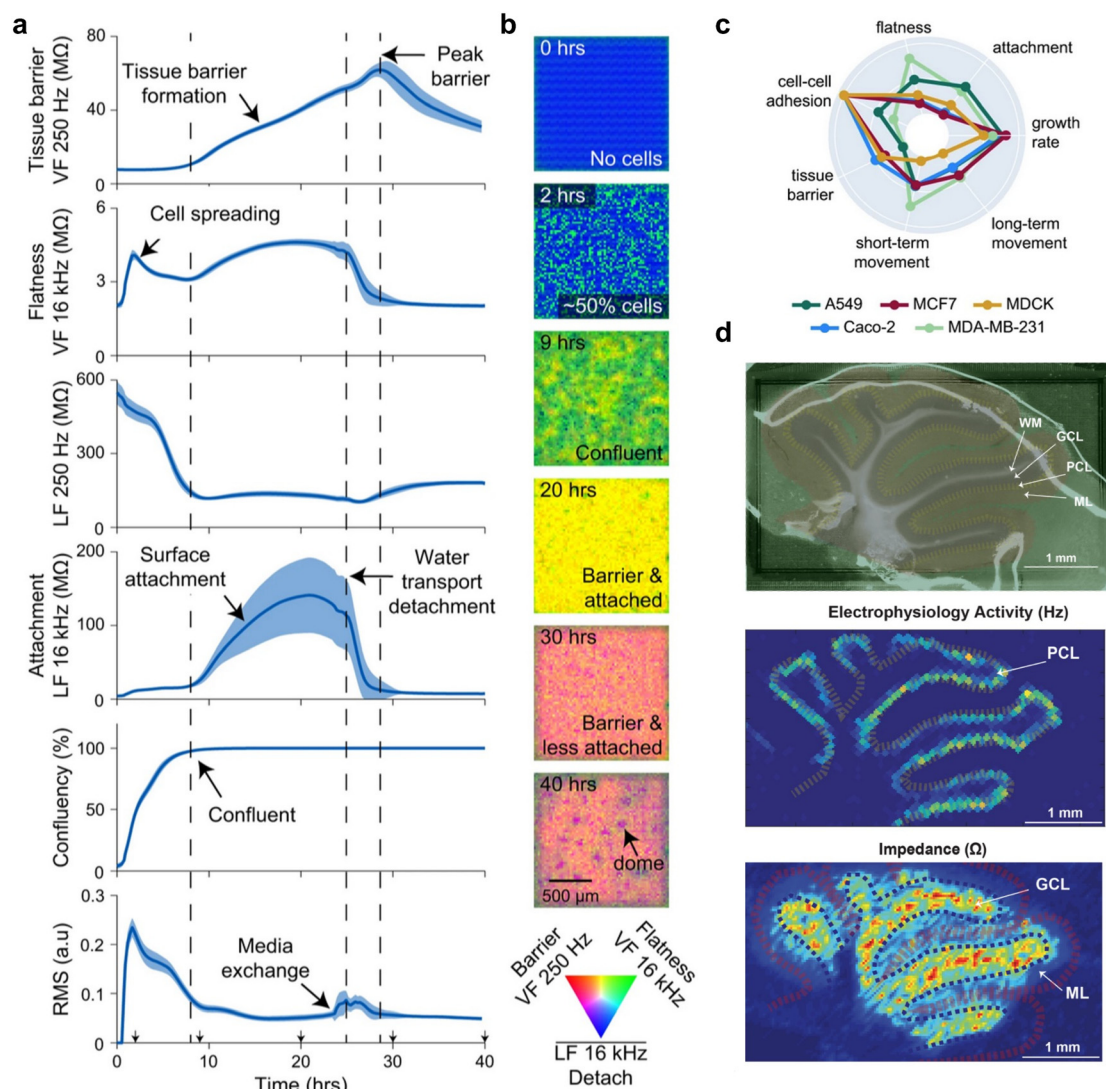 a
Tissue barrier
VF 250 Hz (MΩ)
80
40
0
Tissue barrier
formation
Peak
barrier
Flatness
VF 16 kHz (MΩ)
6
3
0
Cell spreading
LF 250 Hz (MΩ)
600
300
0
Attachment
LF 16 kHz (MΩ)
200
100
0
Surface
attachment
Water
transport
detachment
Confluency (%)
100
50
0
Confluent
RMS (a.u)
0.3
0.2
0.1
0
Media
exchange
0
10
20
30
40
Time (hrs)
b
0 hrs
No cells
2 hrs
~50% cells
9 hrs
Confluent
20 hrs
Barrier &
attached
30 hrs
Barrier &
less attached
40 hrs
dome
500 µm
Barrier
VF 250 Hz
Flatness
VF 16 kHz
LF 16 kHz
Detach
c
flatness
attachment
cell-cell
adhesion
growth
rate
tissue
barrier
short-term
movement
long-term
movement
A549
MCF7
MDCK
Caco-2
MDA-MB-231
d
WM
GCL
PCL
ML
1 mm
Electrophysiology Activity (Hz)
PCL
1 mm
Impedance (Ω)
GCL
ML
1 mm